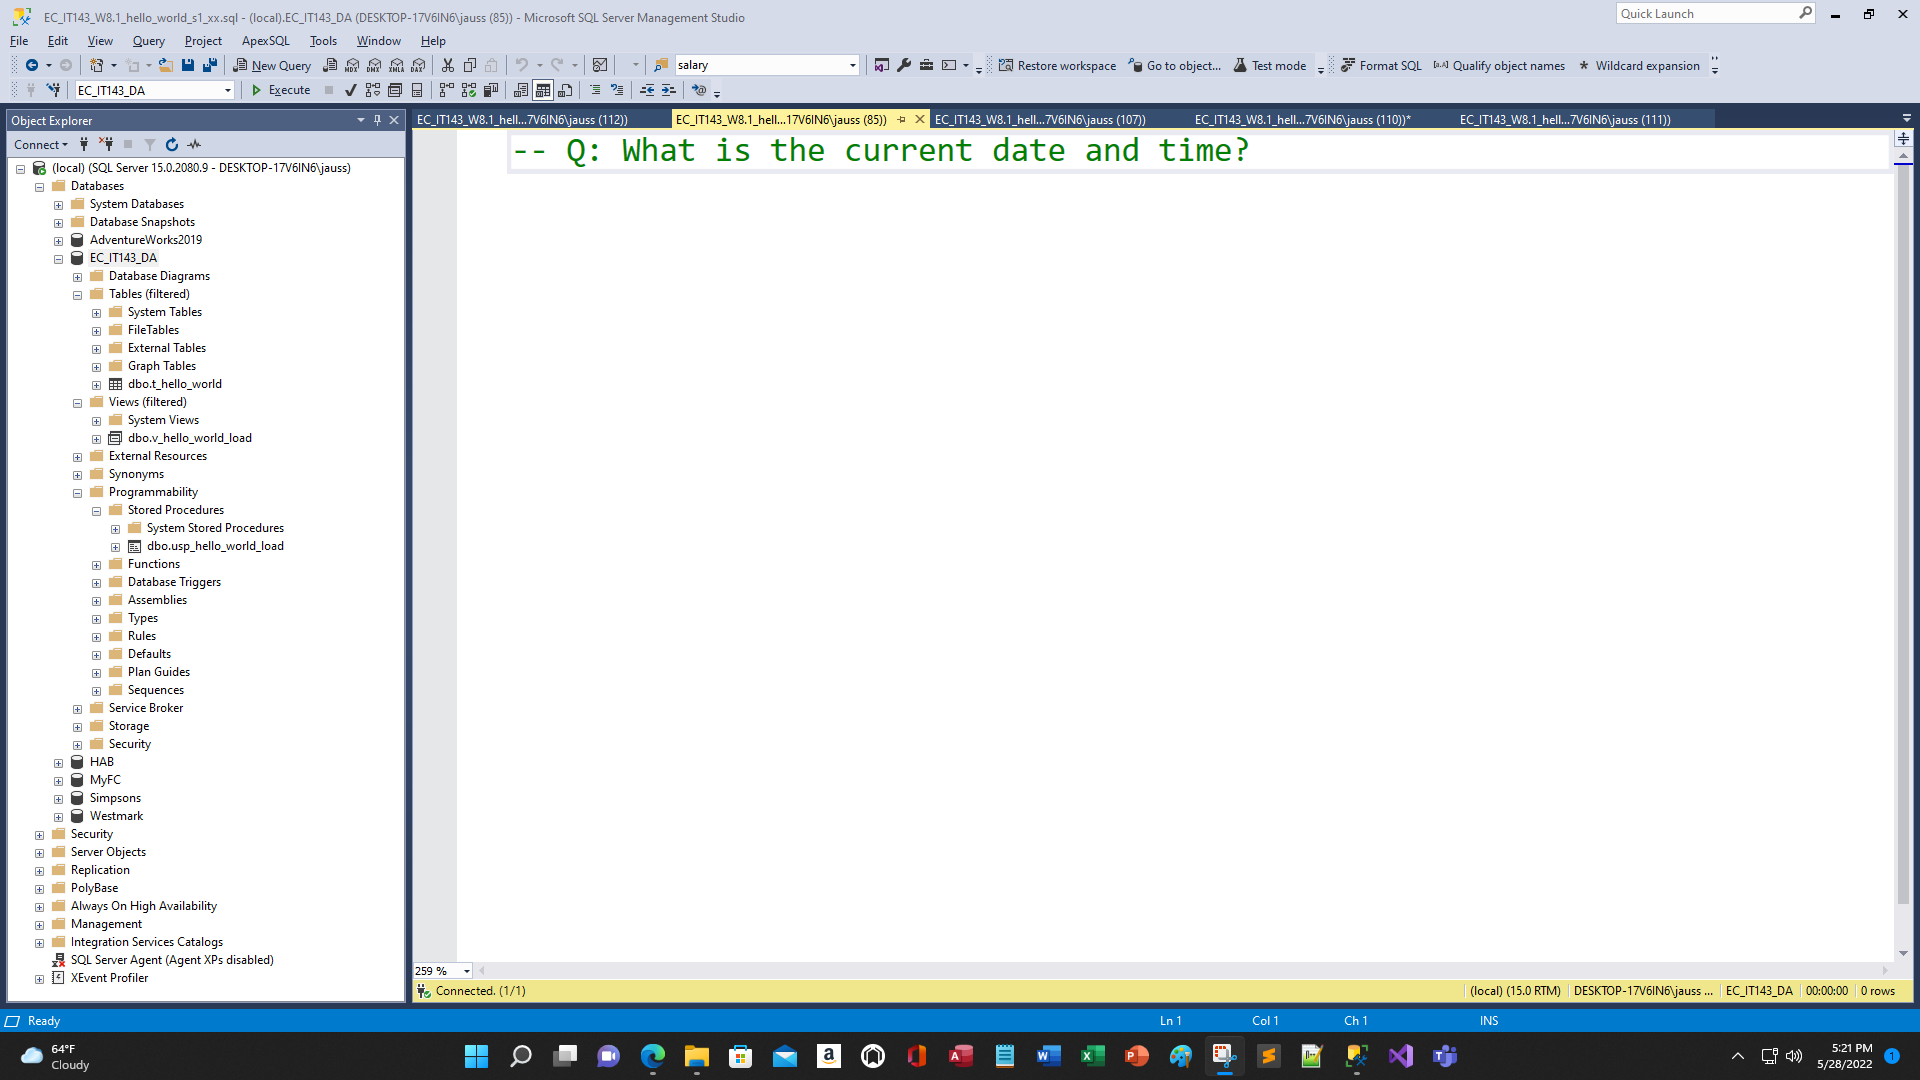 EC_IT143_W8.1_hello_world_s1_xx.sql - (local).EC_IT143_DA (DESKTOP-17V6IN6\jauss (85)) - Microsoft SQL Server Management Studio
Quick Launch
File Edit View Query Project ApexSQL Tools Window Help
New Query MDX DMX XMLA DAX salary Restore workspace Go to object... Test mode Format SQL [a.A] Qualify object names * Wildcard expansion
EC_IT143_DA Execute
Object Explorer
EC_IT143_W8.1_hell...7V6IN6\jauss (112)) EC_IT143_W8.1_hell...17V6IN6\jauss (85)) EC_IT143_W8.1_hell...7V6IN6\jauss (107)) EC_IT143_W8.1_hell...7V6IN6\jauss (110))* EC_IT143_W8.1_hell...7V6IN6\jauss (111))
Connect
-- Q: What is the current date and time?
(local) (SQL Server 15.0.2080.9 - DESKTOP-17V6IN6\jauss)
Databases
System Databases
Database Snapshots
AdventureWorks2019
EC_IT143_DA
Database Diagrams
Tables (filtered)
System Tables
FileTables
External Tables
Graph Tables
dbo.t_hello_world
Views (filtered)
System Views
dbo.v_hello_world_load
External Resources
Synonyms
Programmability
Stored Procedures
System Stored Procedures
dbo.usp_hello_world_load
Functions
Database Triggers
Assemblies
Types
Rules
Defaults
Plan Guides
Sequences
Service Broker
Storage
Security
HAB
MyFC
Simpsons
Westmark
Security
Server Objects
Replication
PolyBase
Always On High Availability
Management
Integration Services Catalogs
SQL Server Agent (Agent XPs disabled)
XEvent Profiler
259 %
Connected. (1/1) (local) (15.0 RTM) DESKTOP-17V6IN6\jauss ... EC_IT143_DA 00:00:00 0 rows
Ready Ln 1 Col 1 Ch 1 INS
64°F
Cloudy
5:21 PM
5/28/2022
1